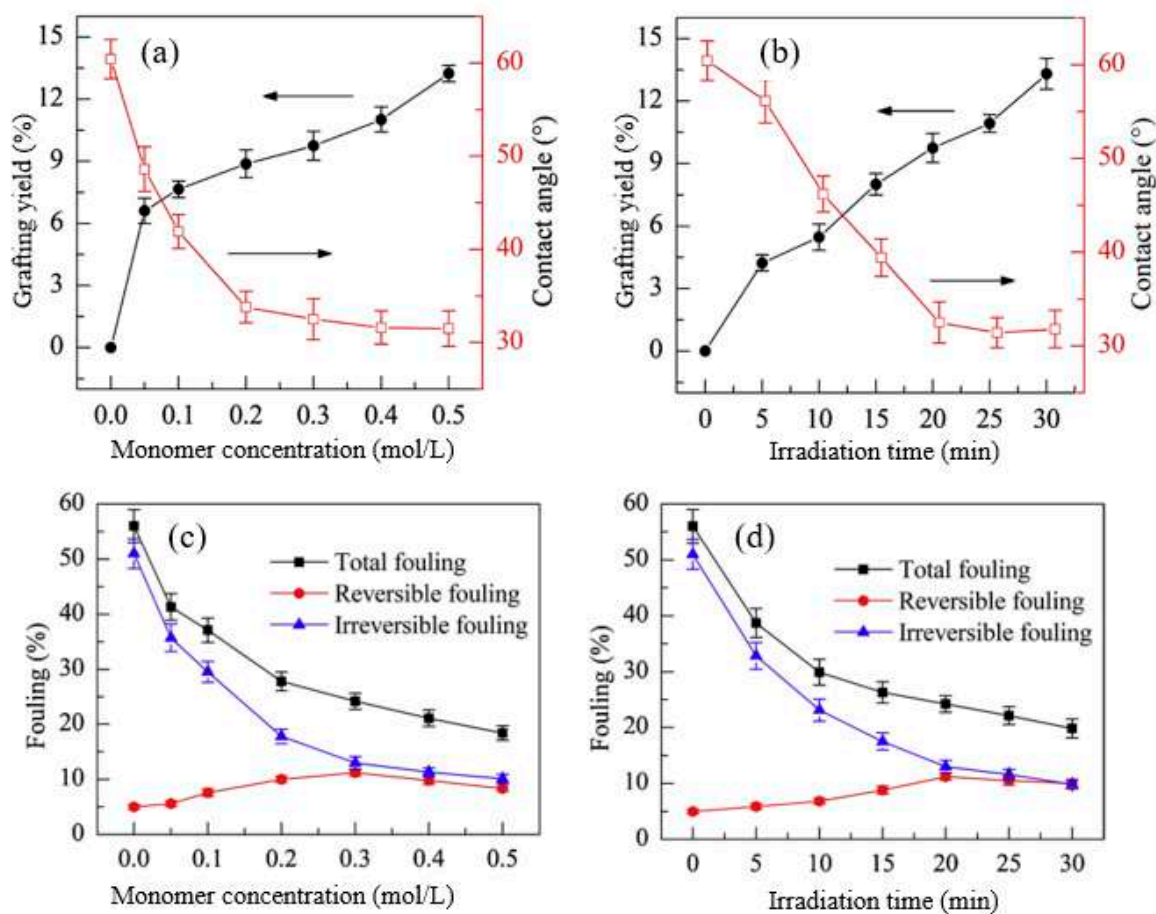 (a)
15
12
9
6
3
0
Grafting yield (%)
60
50
40
30
Contact angle (°)
0.0 0.1 0.2 0.3 0.4 0.5
Monomer concentration (mol/L)
(b)
15
12
9
6
3
0
Grafting yield (%)
60
50
40
30
Contact angle (°)
0 5 10 15 20 25 30
Irradiation time (min)
(c)
60
50
40
30
20
10
0
Fouling (%)
Total fouling
Reversible fouling
Irreversible fouling
0.0 0.1 0.2 0.3 0.4 0.5
Monomer concentration (mol/L)
(d)
60
50
40
30
20
10
0
Fouling (%)
Total fouling
Reversible fouling
Irreversible fouling
0 5 10 15 20 25 30
Irradiation time (min)